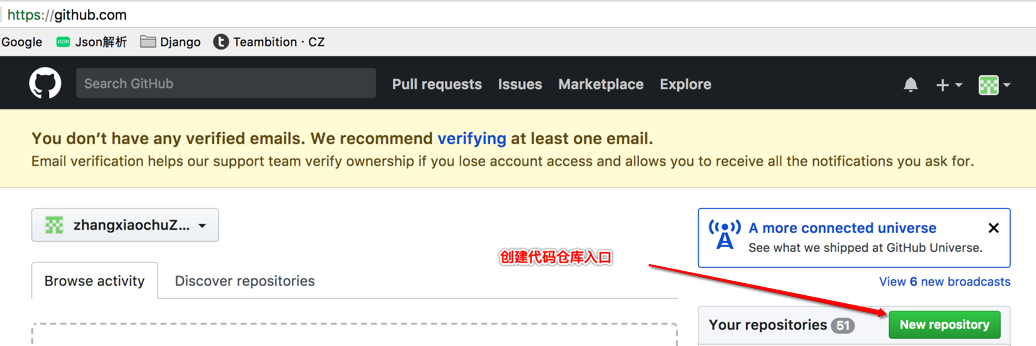 https://github.com
Google Json解析 Django Teambition · CZ
Search GitHub Pull requests Issues Marketplace Explore
You don’t have any verified emails. We recommend verifying at least one email.
Email verification helps our support team verify ownership if you lose account access and allows you to receive all the notifications you ask for.
zhangxiaochuZ...
A more connected universe
See what we shipped at GitHub Universe.
创建代码仓库入口
Browse activity Discover repositories
View 6 new broadcasts
Your repositories 51 New repository